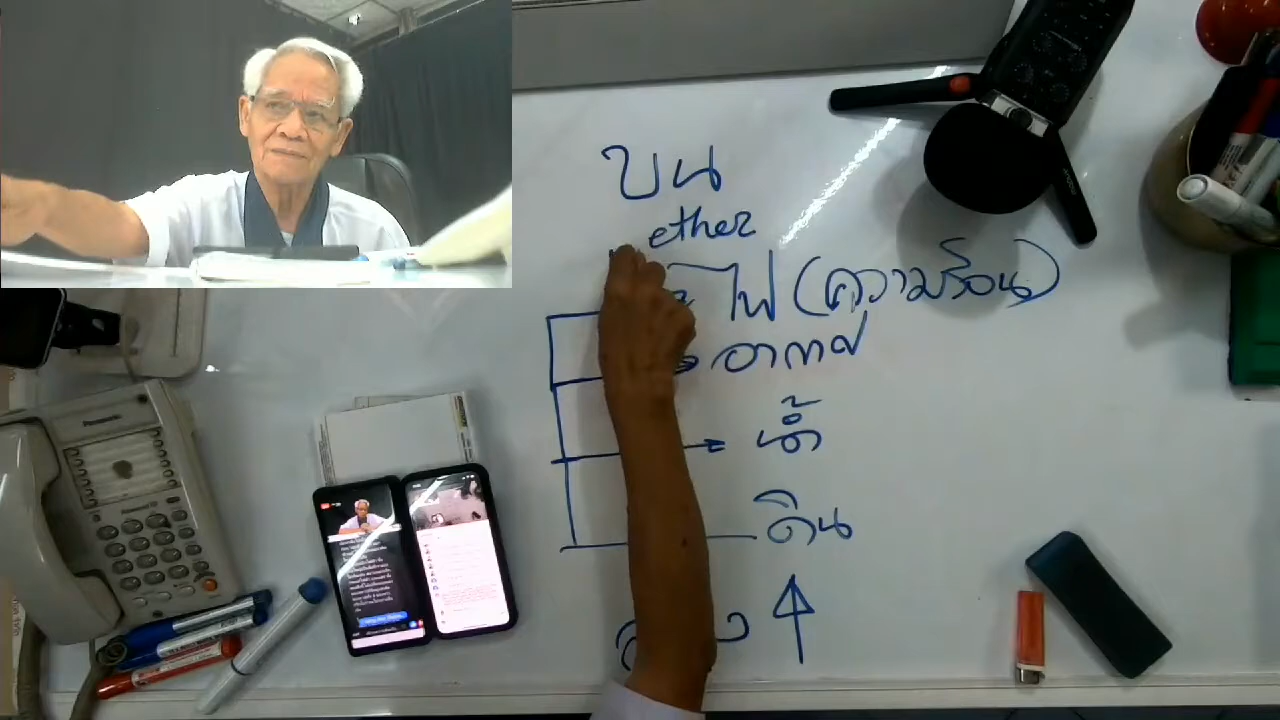 บน
ether
ไฟ (ความร้อน)
อากาศ
น้ำ
ดิน